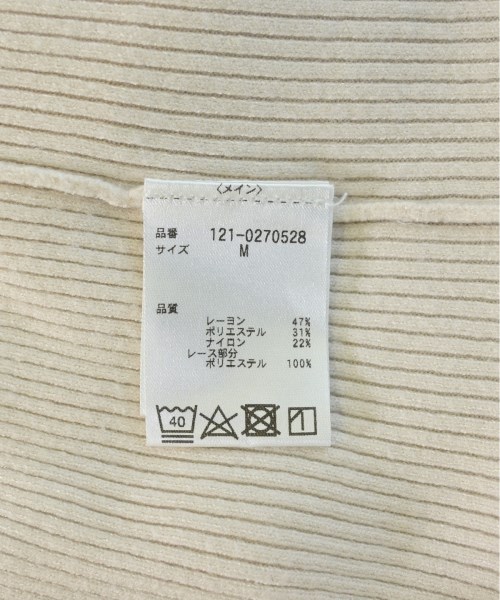 〈メイン〉
品番 121-0270528
サイズ M
品質
レーヨン 47%
ポリエステル 31%
ナイロン 22%
レース部分
ポリエステル 100%
40